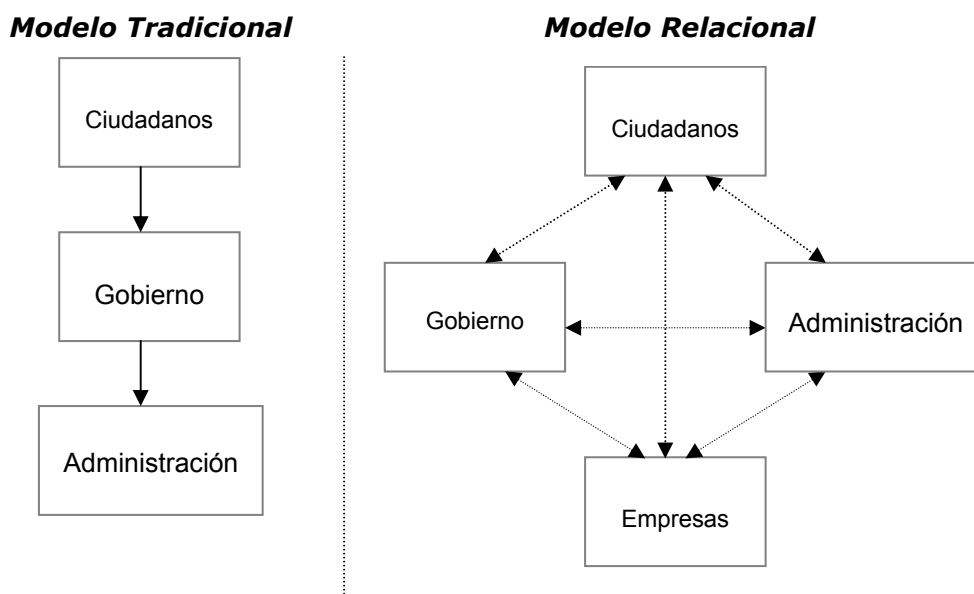 Modelo Tradicional
Ciudadanos
Gobierno
Administración
Modelo Relacional
Ciudadanos
Gobierno
Administración
Empresas